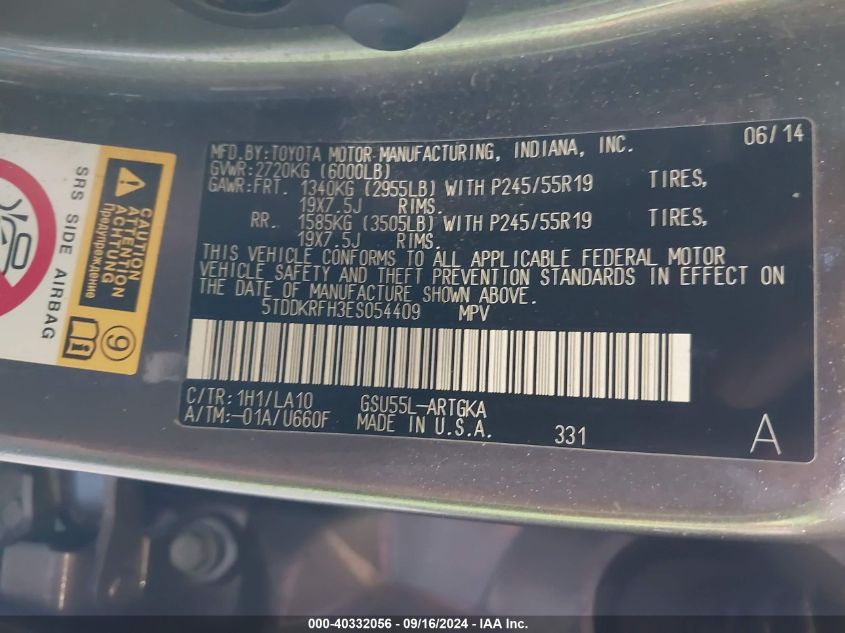 SRS SIDE AIRBAG
CAUTION
ATTENTION
ACHTUNG
Предупреждение
9
MFD.BY:TOYOTA MOTOR MANUFACTURING, INDIANA, INC. 06/14
GVWR:2720KG (6000LB)
GAWR:FRT. 1340KG (2955LB) WITH P245/55R19 TIRES,
19X7.5J RIMS.
RR. 1585KG (3505LB) WITH P245/55R19 TIRES,
19X7.5J RIMS.
THIS VEHICLE CONFORMS TO ALL APPLICABLE FEDERAL MOTOR
VEHICLE SAFETY AND THEFT PREVENTION STANDARDS IN EFFECT ON
THE DATE OF MANUFACTURE SHOWN ABOVE.
5TDDKRFH3ES054409 MPV
C/TR:1H1/LA10 GSU55L-ARTGKA
A/TM:-01A/U660F MADE IN U.S.A. 331 A
000-40332056 - 09/16/2024 - IAA Inc.